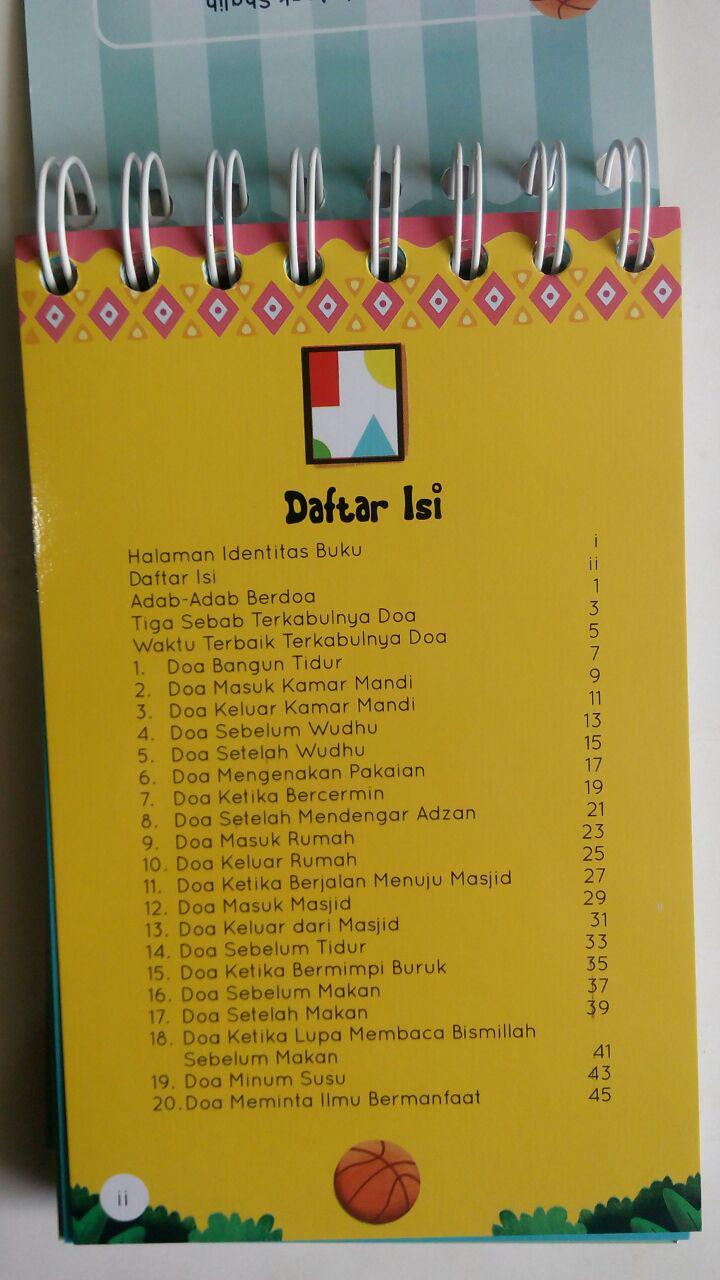 Shalih
Daftar Isi
Halaman Identitas Buku i
Daftar Isi ii
Adab-Adab Berdoa 1
Tiga Sebab Terkabulnya Doa 3
Waktu Terbaik Terkabulnya Doa 5
1. Doa Bangun Tidur 7
2. Doa Masuk Kamar Mandi 9
3. Doa Keluar Kamar Mandi 11
4. Doa Sebelum Wudhu 13
5. Doa Setelah Wudhu 15
6. Doa Mengenakan Pakaian 17
7. Doa Ketika Bercermin 19
8. Doa Setelah Mendengar Adzan 21
9. Doa Masuk Rumah 23
10. Doa Keluar Rumah 25
11. Doa Ketika Berjalan Menuju Masjid 27
12. Doa Masuk Masjid 29
13. Doa Keluar dari Masjid 31
14. Doa Sebelum Tidur 33
15. Doa Ketika Bermimpi Buruk 35
16. Doa Sebelum Makan 37
17. Doa Setelah Makan 39
18. Doa Ketika Lupa Membaca Bismillah
Sebelum Makan 41
19. Doa Minum Susu 43
20. Doa Meminta Ilmu Bermanfaat 45
ii